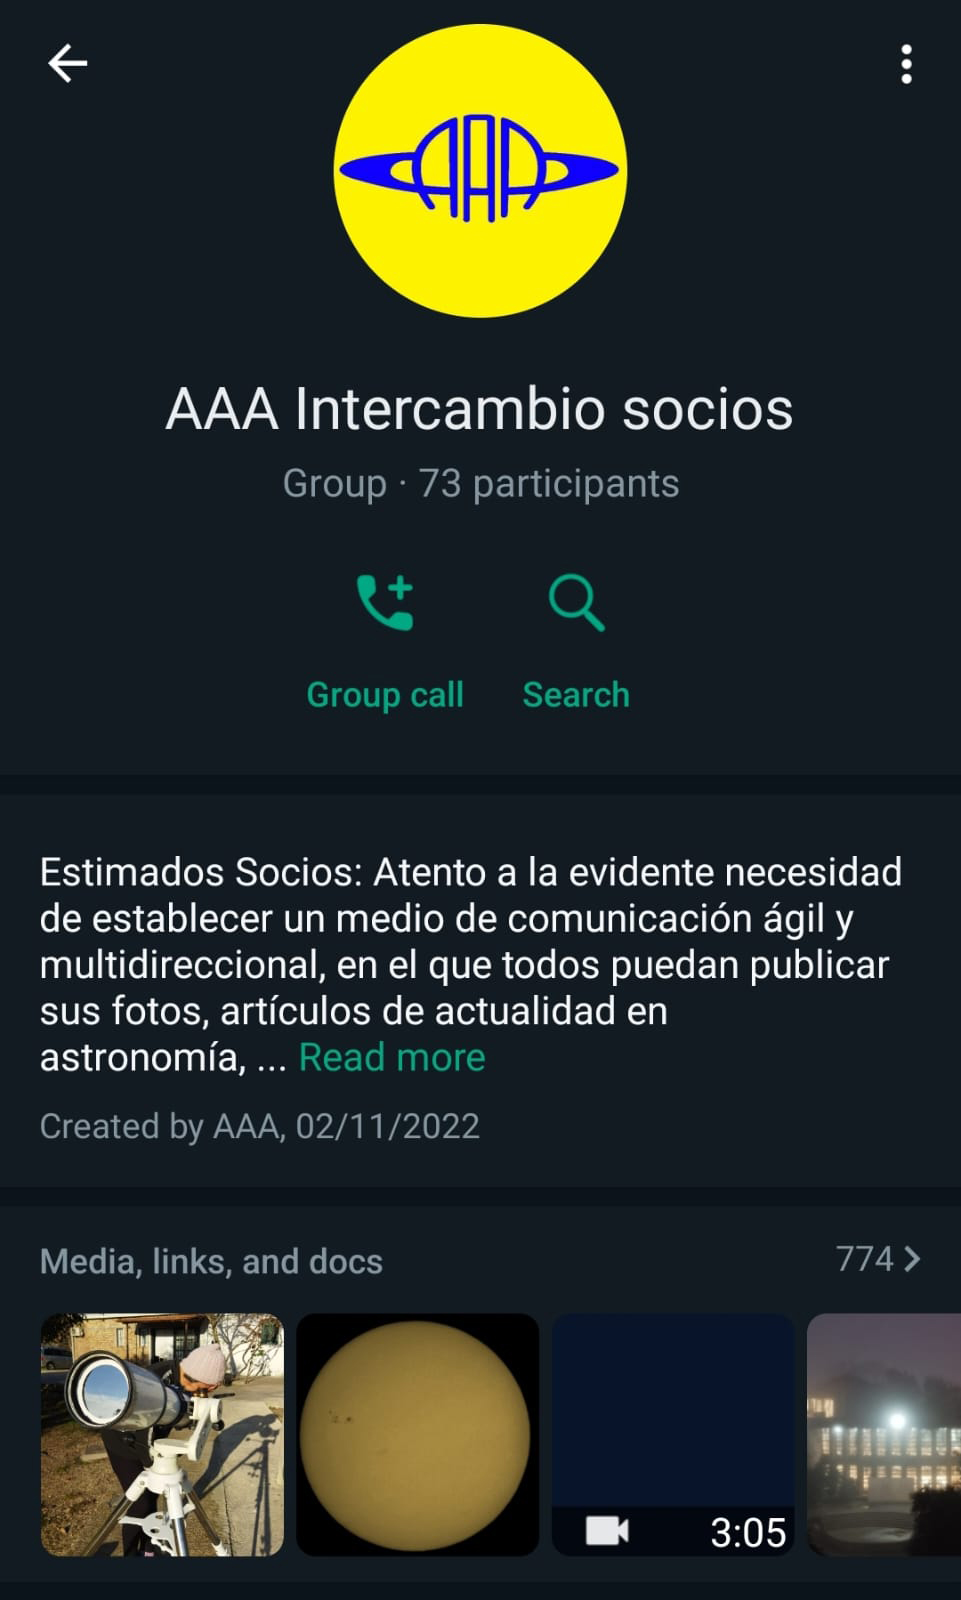 AAA
AAA Intercambio socios
Group · 73 participants
Group call
Search
Estimados Socios: Atento a la evidente necesidad
de establecer un medio de comunicación ágil y
multidireccional, en el que todos puedan publicar
sus fotos, artículos de actualidad en
astronomía, ... Read more
Created by AAA, 02/11/2022
Media, links, and docs
774
3:05